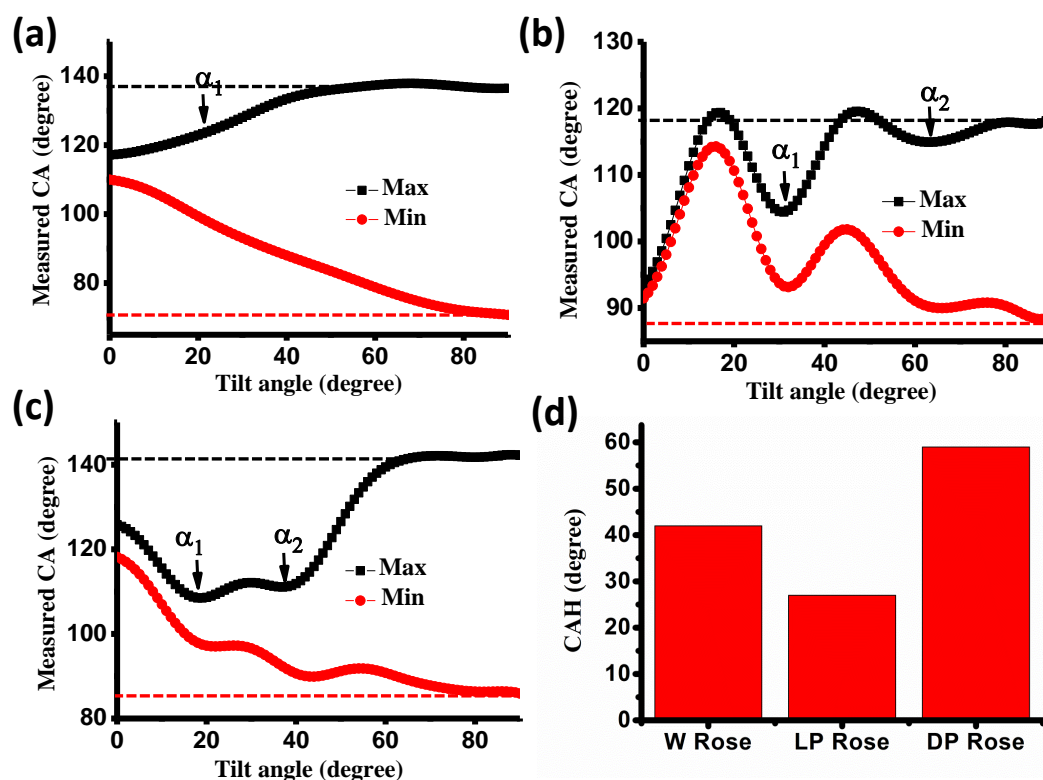 (a)
Measured CA (degree)
140
120
100
80
α1
Max
Min
0 20 40 60 80
Tilt angle (degree)
(b)
Measured CA (degree)
130
120
110
100
90
α1
α2
Max
Min
0 20 40 60 80
Tilt angle (degree)
(c)
Measured CA (degree)
140
120
100
80
α1
α2
Max
Min
0 20 40 60 80
Tilt angle (degree)
(d)
CAH (degree)
60
50
40
30
20
10
0
W Rose LP Rose DP Rose